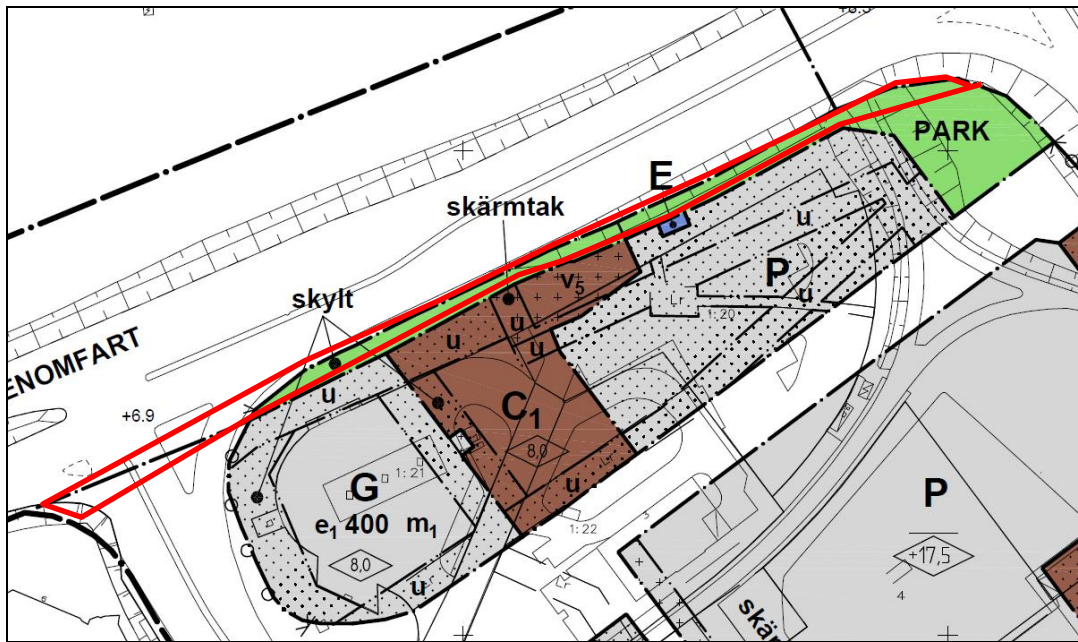 PARK
E
skärmtak
u
P
v5
u
skylt
u
1:20
u
u
ENOMFART
u
+6.9
C1
8,0
1:21
G
u
P
e1 400 m1
1:22
+17,5
8,0
u
4
skär